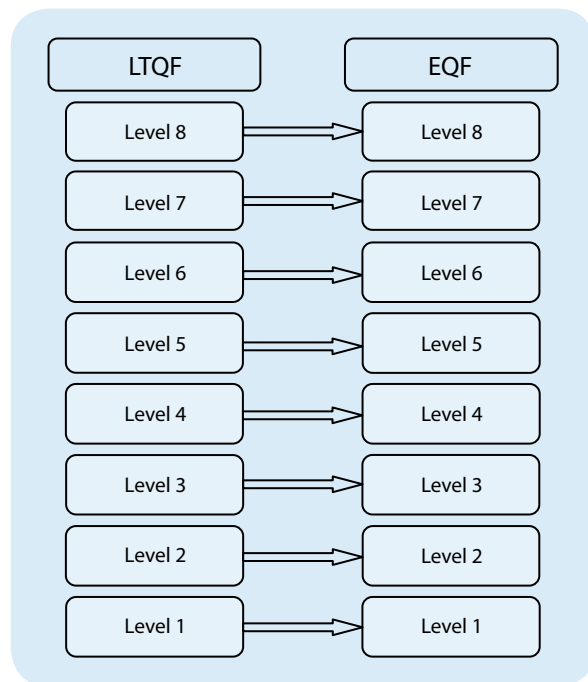 LTQF EQF
Level 8 Level 8
Level 7 Level 7
Level 6 Level 6
Level 5 Level 5
Level 4 Level 4
Level 3 Level 3
Level 2 Level 2
Level 1 Level 1